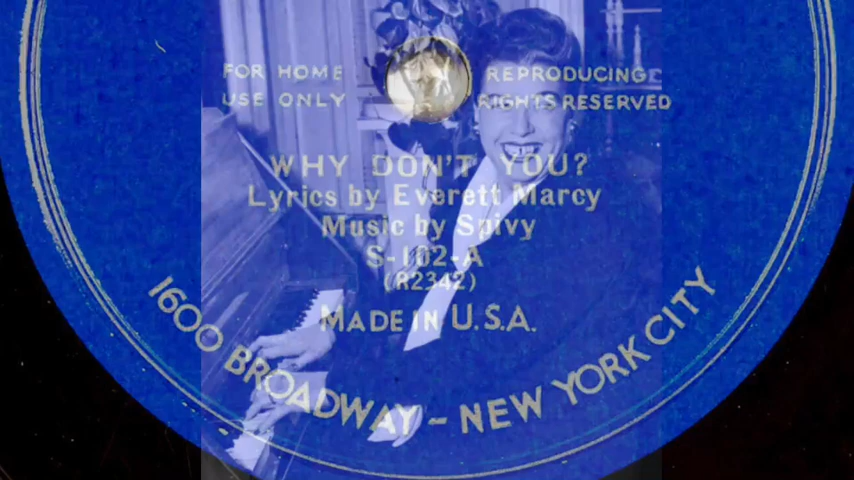 FOR HOME
USE ONLY
REPRODUCING
RIGHTS RESERVED
WHY DON'T YOU?
Lyrics by Everett Marcy
Music by Spivy
S-102-A
(R2342)
MADE IN U.S.A.
1600 BROADWAY - NEW YORK CITY